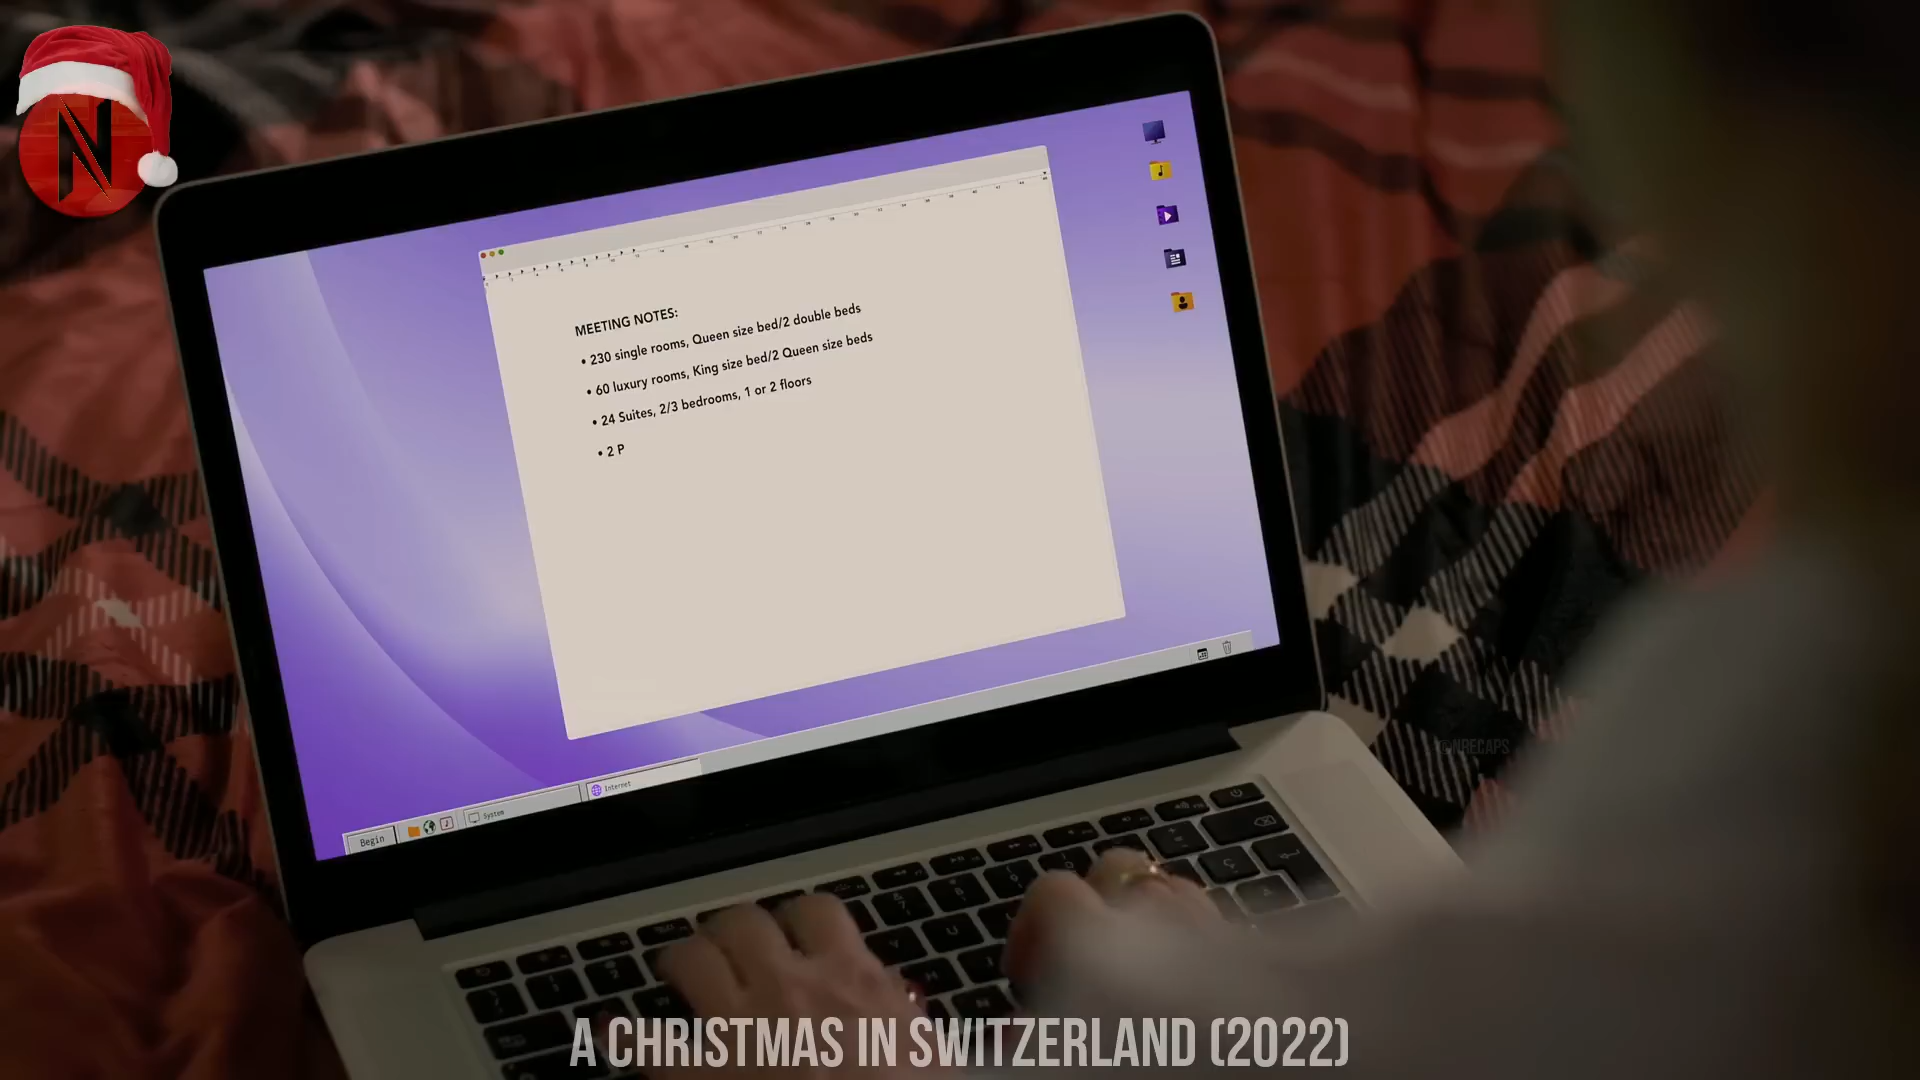 N
MEETING NOTES:
• 230 single rooms, Queen size bed/2 double beds
• 60 luxury rooms, King size bed/2 Queen size beds
• 24 Suites, 2/3 bedrooms, 1 or 2 floors
• 2 P
@NRECAPS
Begin
System
Internet
A CHRISTMAS IN SWITZERLAND (2022)